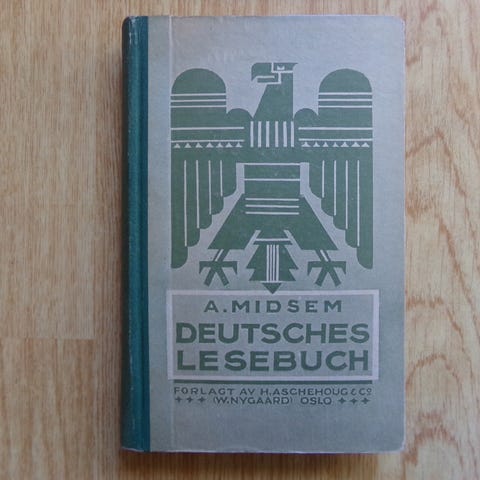 A. MIDSEM
DEUTSCHES
LESEBUCH
FORLAGT AV H. ASCHEHOUG & Cº
+++ (W. NYGAARD) OSLO +++